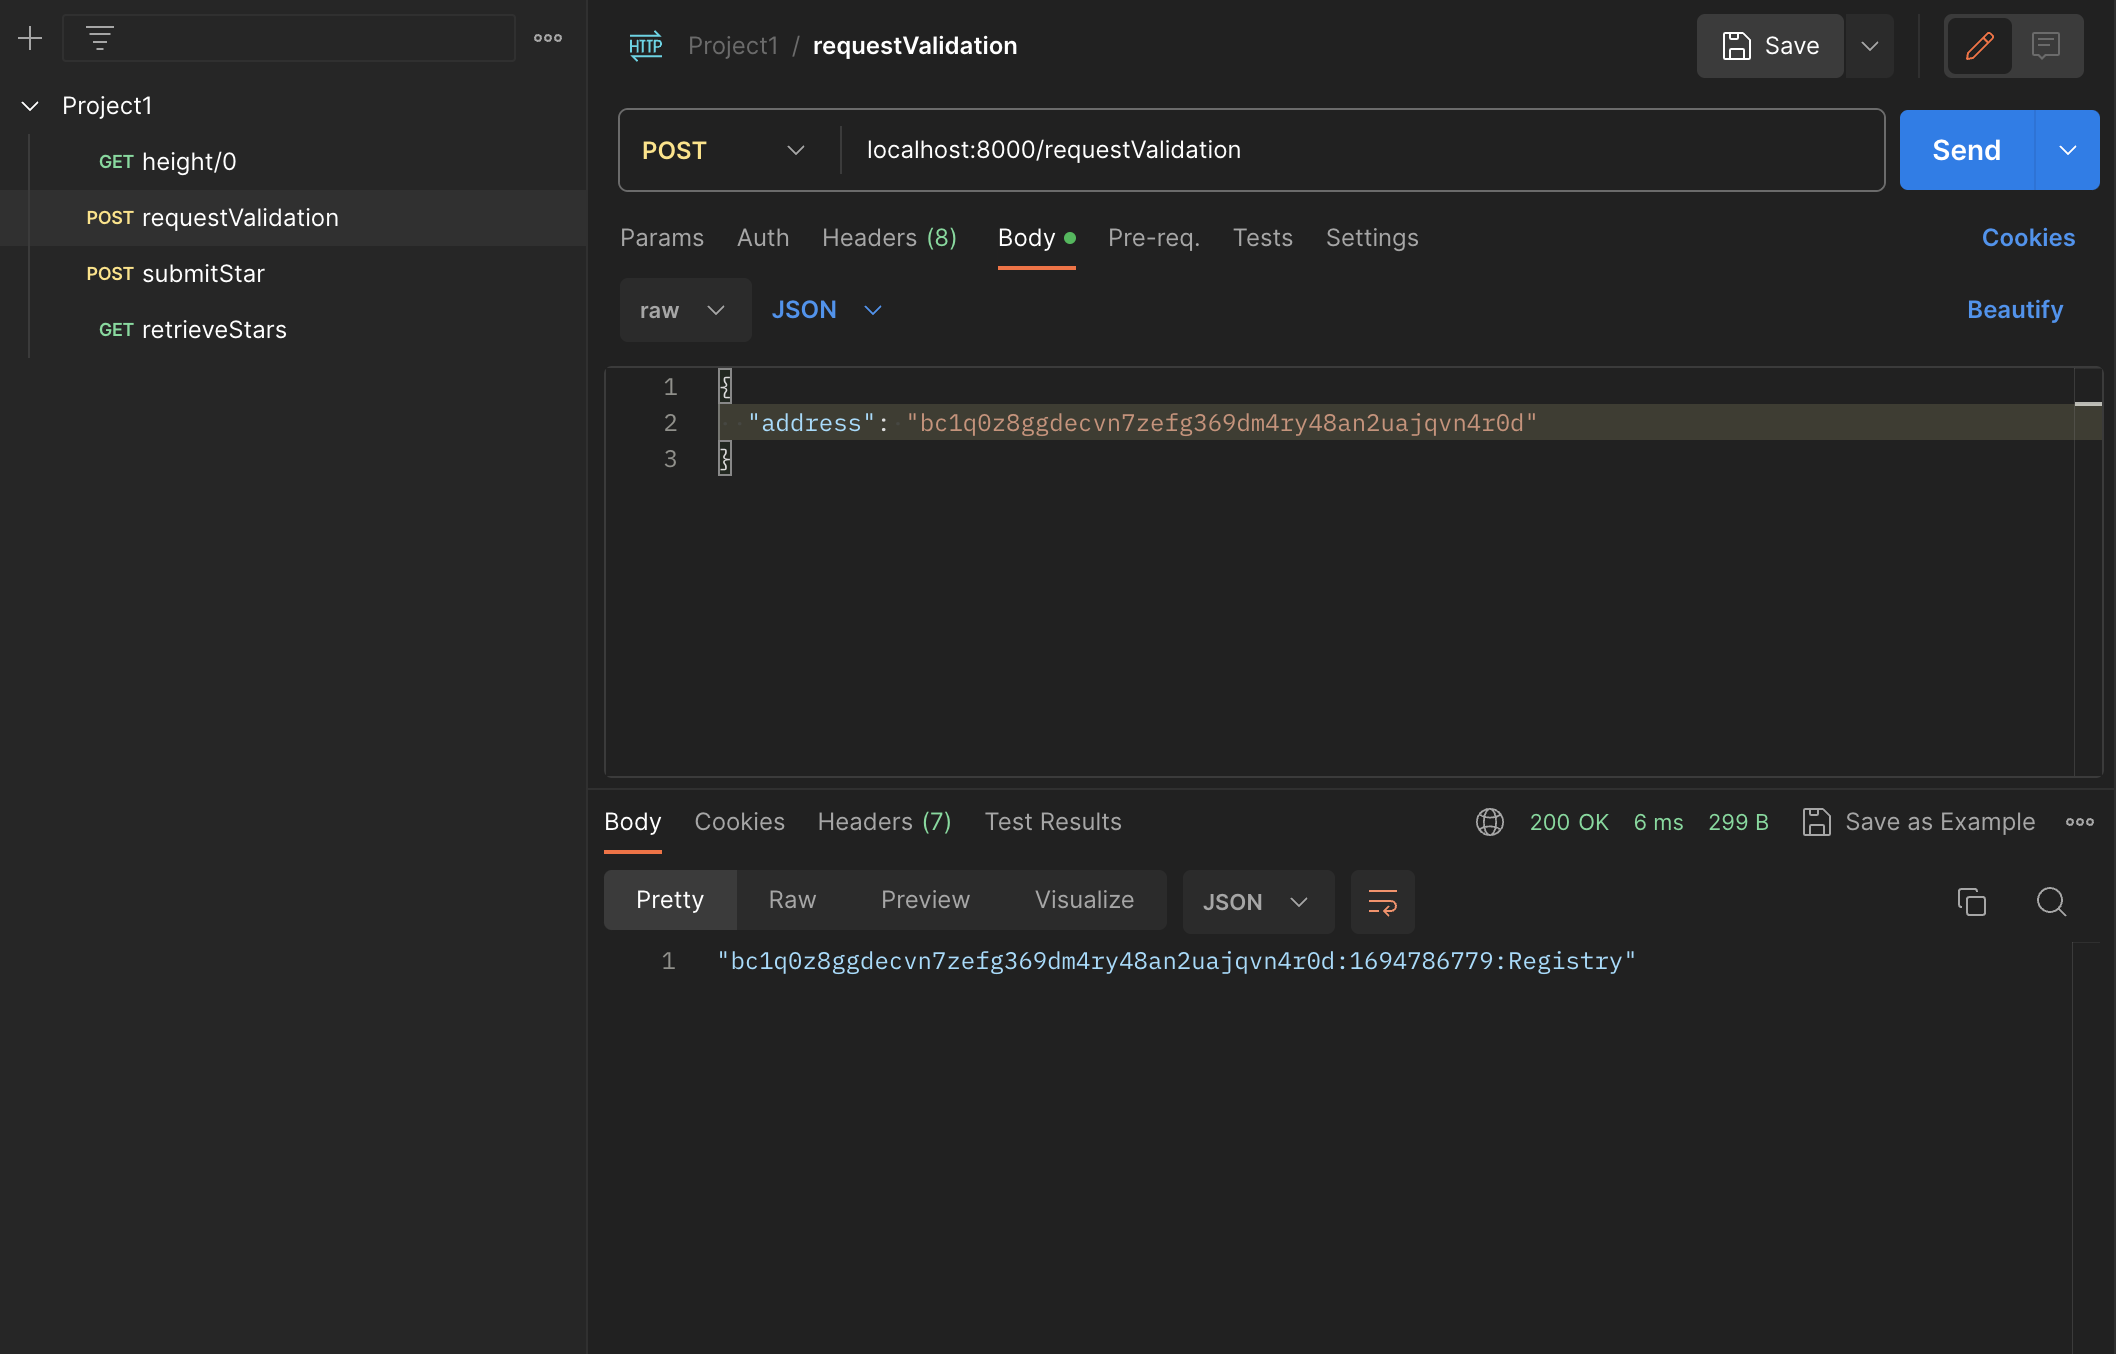 Project1
GET height/0
POST requestValidation
POST submitStar
GET retrieveStars
HTTP Project1 / requestValidation
Save
POST localhost:8000/requestValidation
Send
Params Auth Headers (8) Body Pre-req. Tests Settings Cookies
raw JSON Beautify
1 {
2 "address": "bc1q0z8ggdecvn7zefg369dm4ry48an2uajqvn4r0d"
3 }
Body Cookies Headers (7) Test Results 200 OK 6 ms 299 B Save as Example
Pretty Raw Preview Visualize JSON
1 "bc1q0z8ggdecvn7zefg369dm4ry48an2uajqvn4r0d:1694786779:Registry"